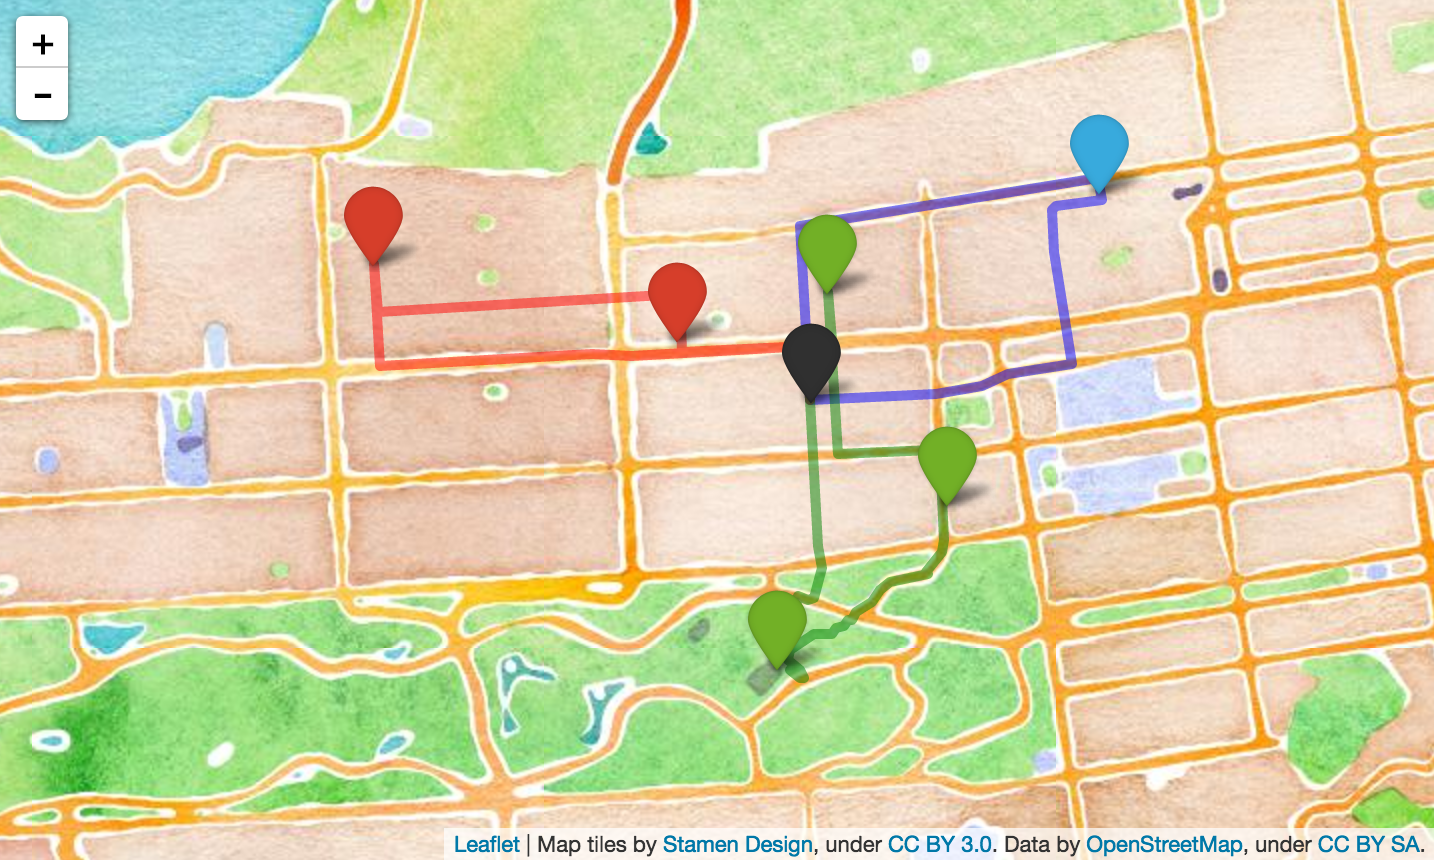 +
-
Leaflet | Map tiles by Stamen Design, under CC BY 3.0. Data by OpenStreetMap, under CC BY SA.